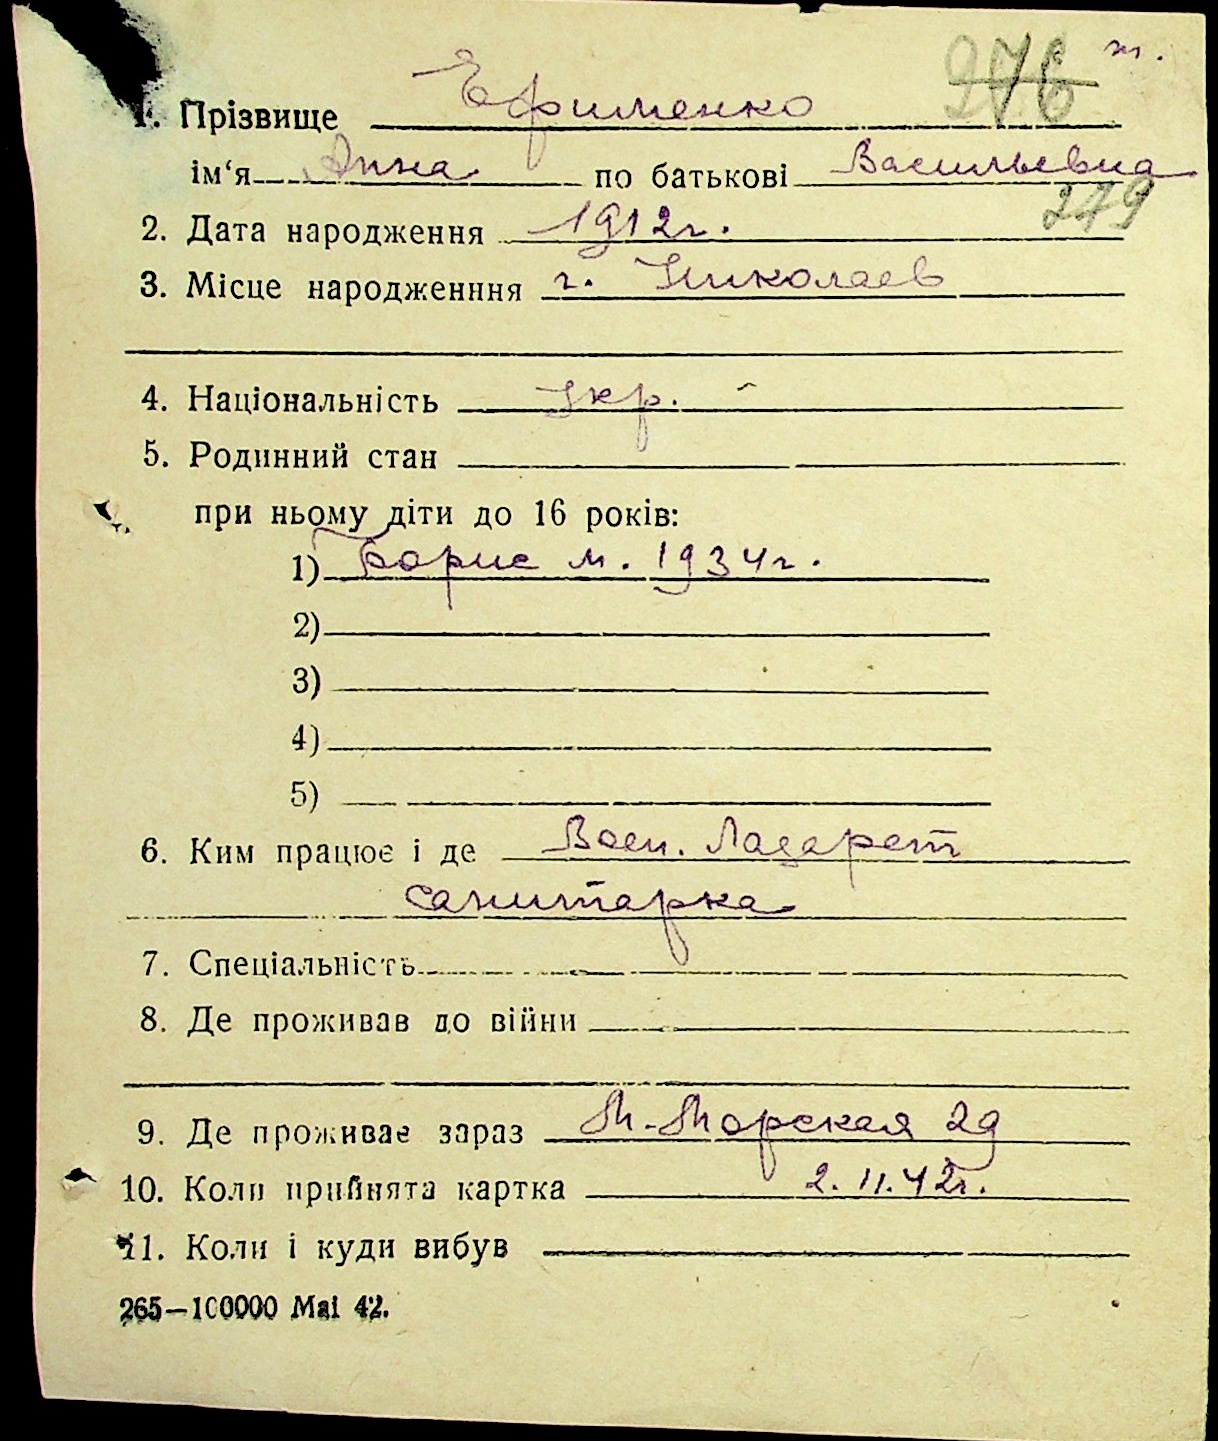 276 ж.
1. Прізвище Ефименко
ім‘я Анна по батькові Васильевна
279
2. Дата народження 1912г.
3. Місце народженння г. Николаев
4. Національність Укр.
5. Родинний стан
при ньому діти до 16 років:
1) Борис м. 1934г.
2)
3)
4)
5)
6. Ким працює і де Воен. Лазарет
санитарка
7. Спеціальність
8. Де проживав до війни
9. Де проживає зараз М-Морская 29
10. Коли прийнята картка 2.11.42г.
11. Коли і куди вибув
265—100000 Mai 42.